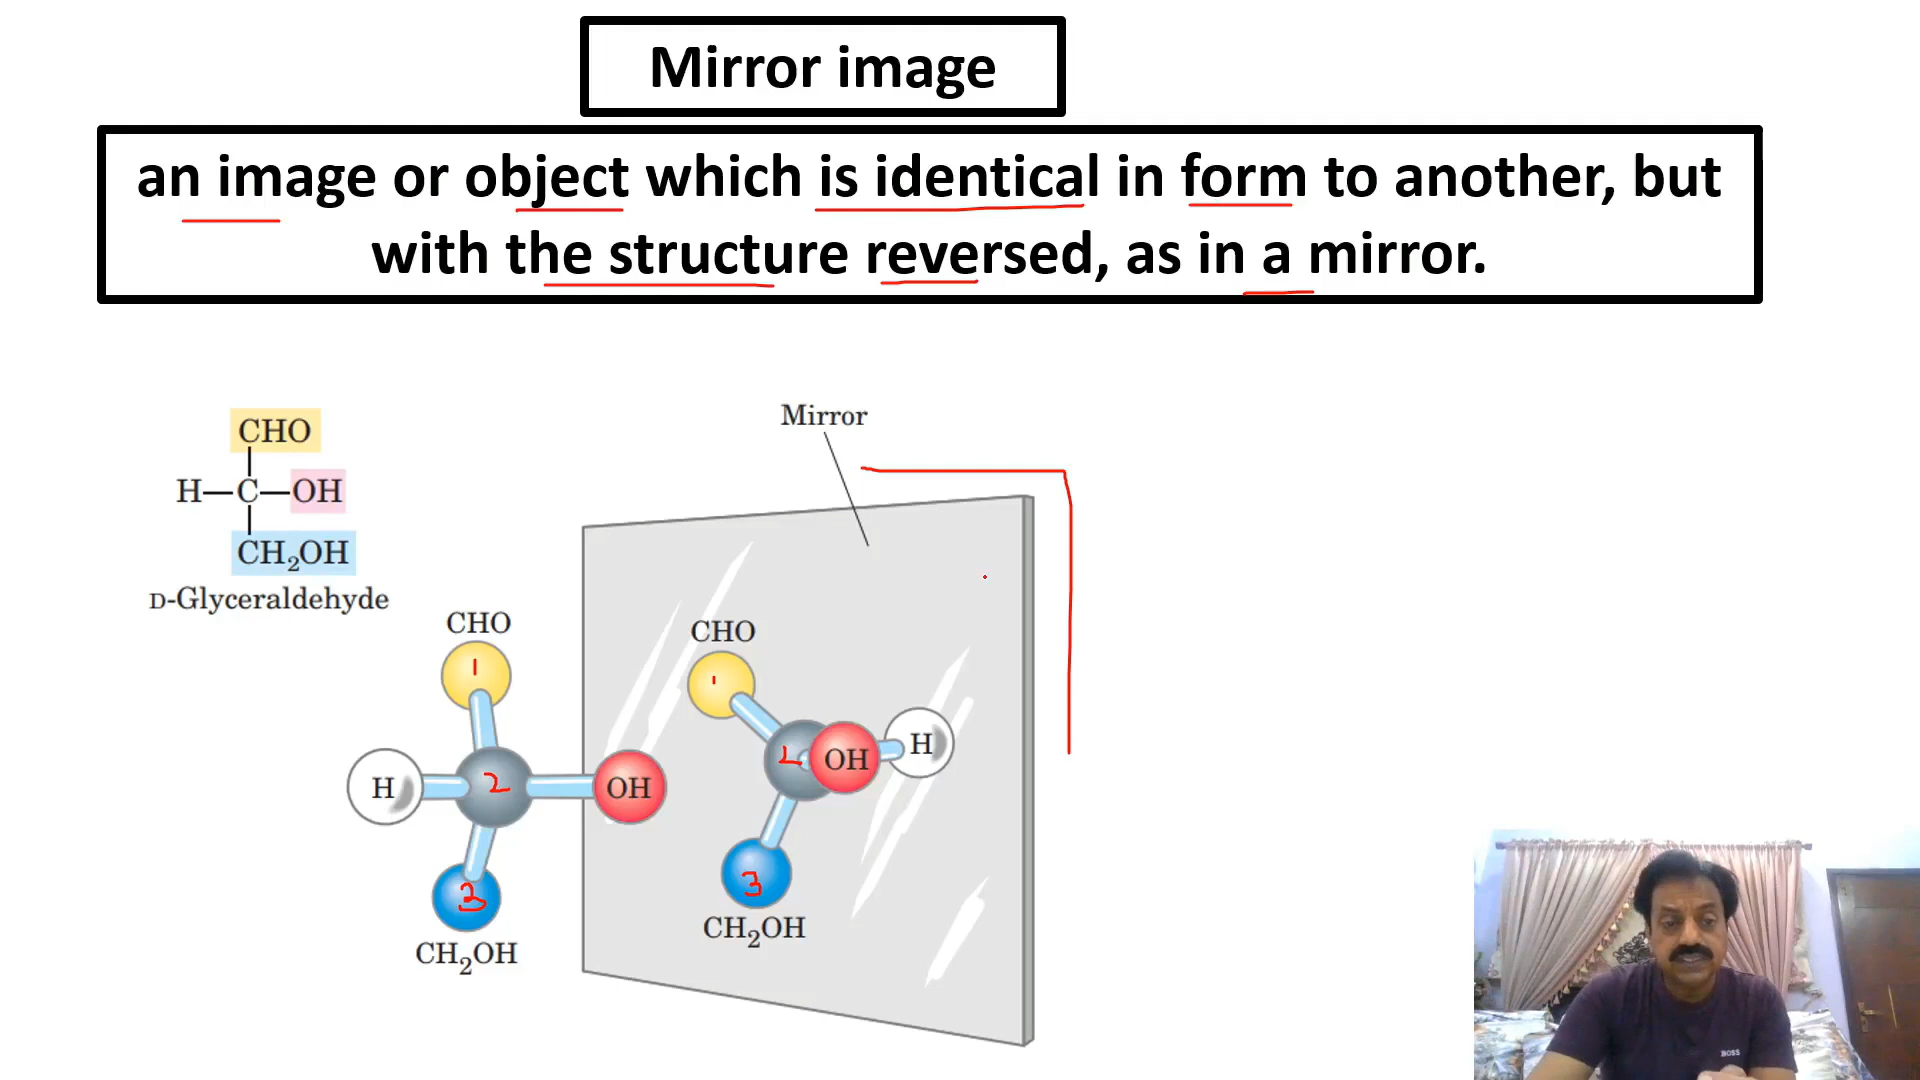 Mirror image
an image or object which is identical in form to another, but
with the structure reversed, as in a mirror.
Mirror
CHO
H—C—OH
CH₂OH
D-Glyceraldehyde
CHO
1
H
2
OH
3
CH₂OH
CHO
1
2
OH
H
3
CH₂OH
BOSS